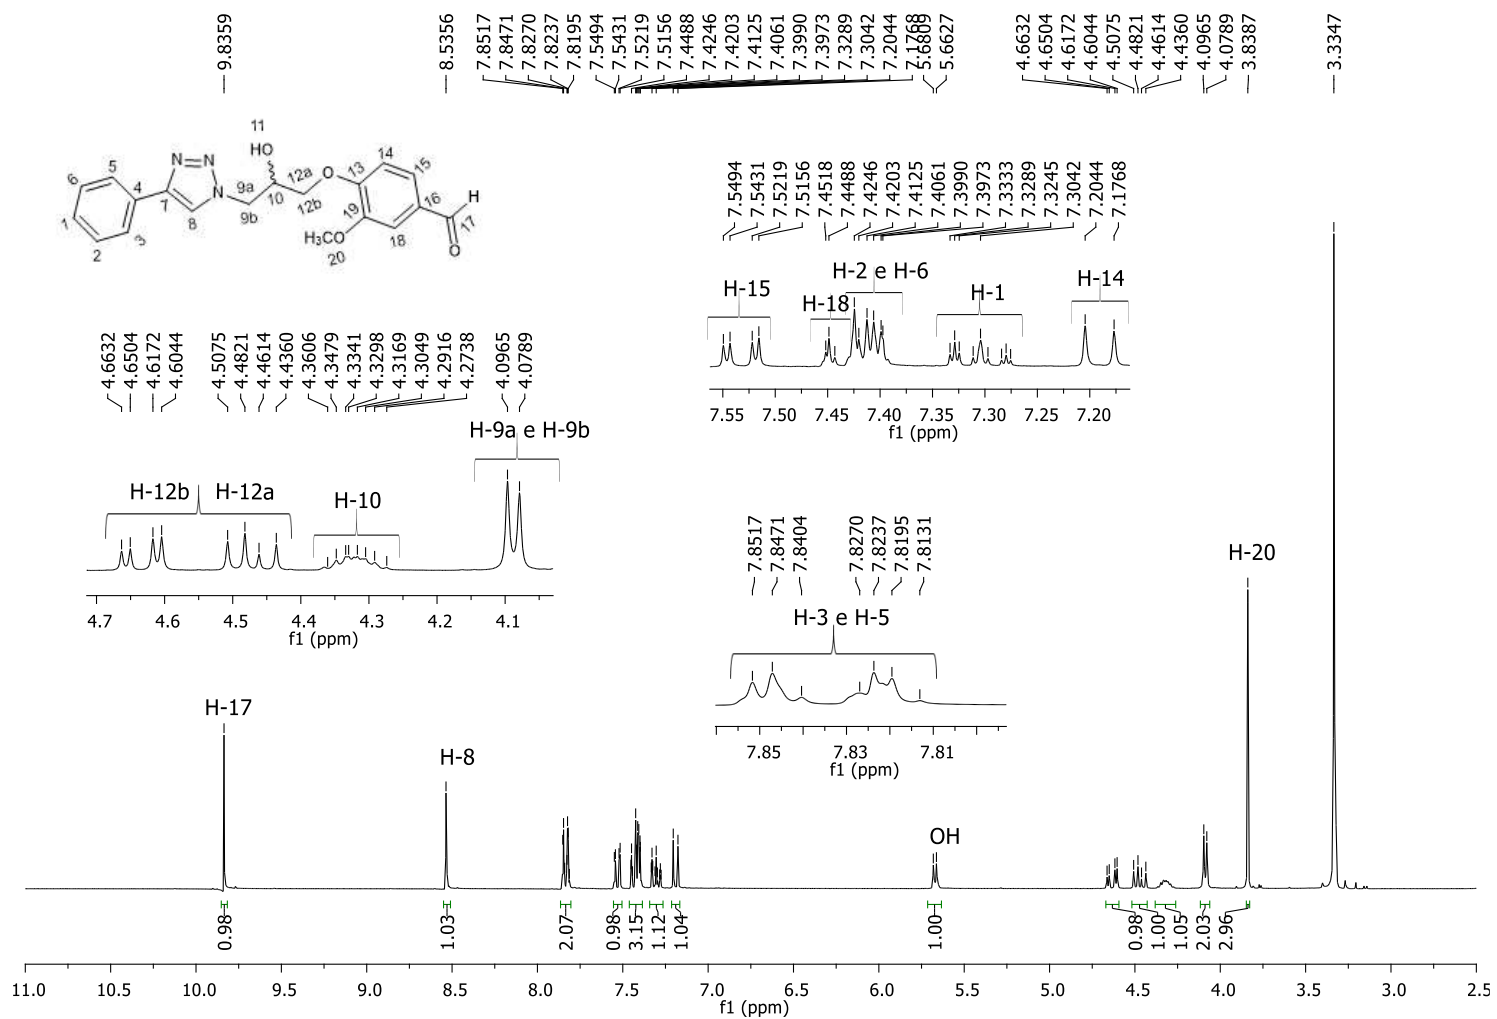 9.8359 8.5356 7.8517 7.8471 7.8270 7.8237 7.8195 7.5494 7.5431 7.5219 7.5156 7.4488 7.4246 7.4203 7.4125 7.4061 7.3990 7.3973 7.3289 7.3042 7.2044 7.1768 5.6809 5.6627 4.6632 4.6504 4.6172 4.6044 4.5075 4.4821 4.4614 4.4360 4.0965 4.0789 3.8387 3.3347
11
HO
N=N
N
5
6
4
1
2
3
7
8
9a
9b
10
12a
12b
O
13
14
15
16
19
18
H
17
O
H3CO
20
7.5494 7.5431 7.5219 7.5156 7.4518 7.4488 7.4246 7.4203 7.4125 7.4061 7.3990 7.3973 7.3333 7.3289 7.3245 7.3042 7.2044 7.1768
H-15 H-18 H-2 e H-6 H-1 H-14
7.55 7.50 7.45 7.40 7.35 7.30 7.25 7.20
f1 (ppm)
4.6632 4.6504 4.6172 4.6044 4.5075 4.4821 4.4614 4.4360 4.3606 4.3479 4.3341 4.3298 4.3169 4.3049 4.2916 4.2738 4.0965 4.0789
H-12b H-12a H-10 H-9a e H-9b
4.7 4.6 4.5 4.4 4.3 4.2 4.1
f1 (ppm)
7.8517 7.8471 7.8404 7.8270 7.8237 7.8195 7.8131
H-3 e H-5
7.85 7.83 7.81
f1 (ppm)
H-17
H-8
OH
H-20
0.98 1.03 2.07 0.98 3.15 1.12 1.04 1.00 0.98 1.00 1.05 2.03 2.96
11.0 10.5 10.0 9.5 9.0 8.5 8.0 7.5 7.0 6.5 6.0 5.5 5.0 4.5 4.0 3.5 3.0 2.5
f1 (ppm)